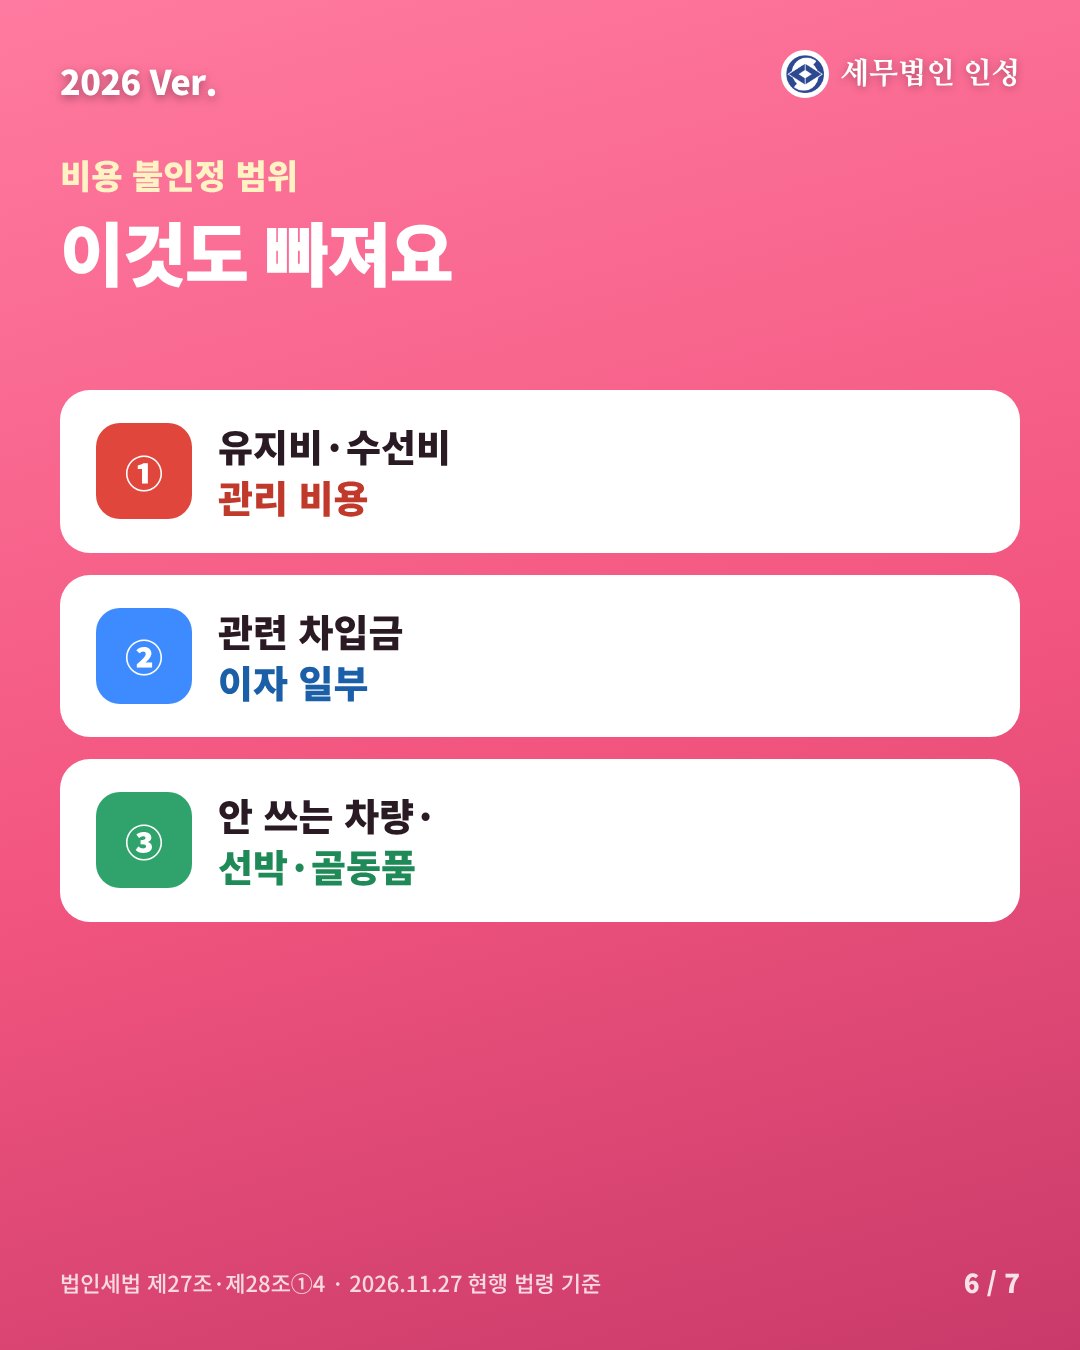 2026 Ver.
세무법인 인성
비용 불인정 범위
이것도 빠져요
①
유지비·수선비
관리 비용
②
관련 차입금
이자 일부
③
안 쓰는 차량·
선박·골동품
법인세법 제27조·제28조①4 · 2026.11.27 현행 법령 기준
6 / 7